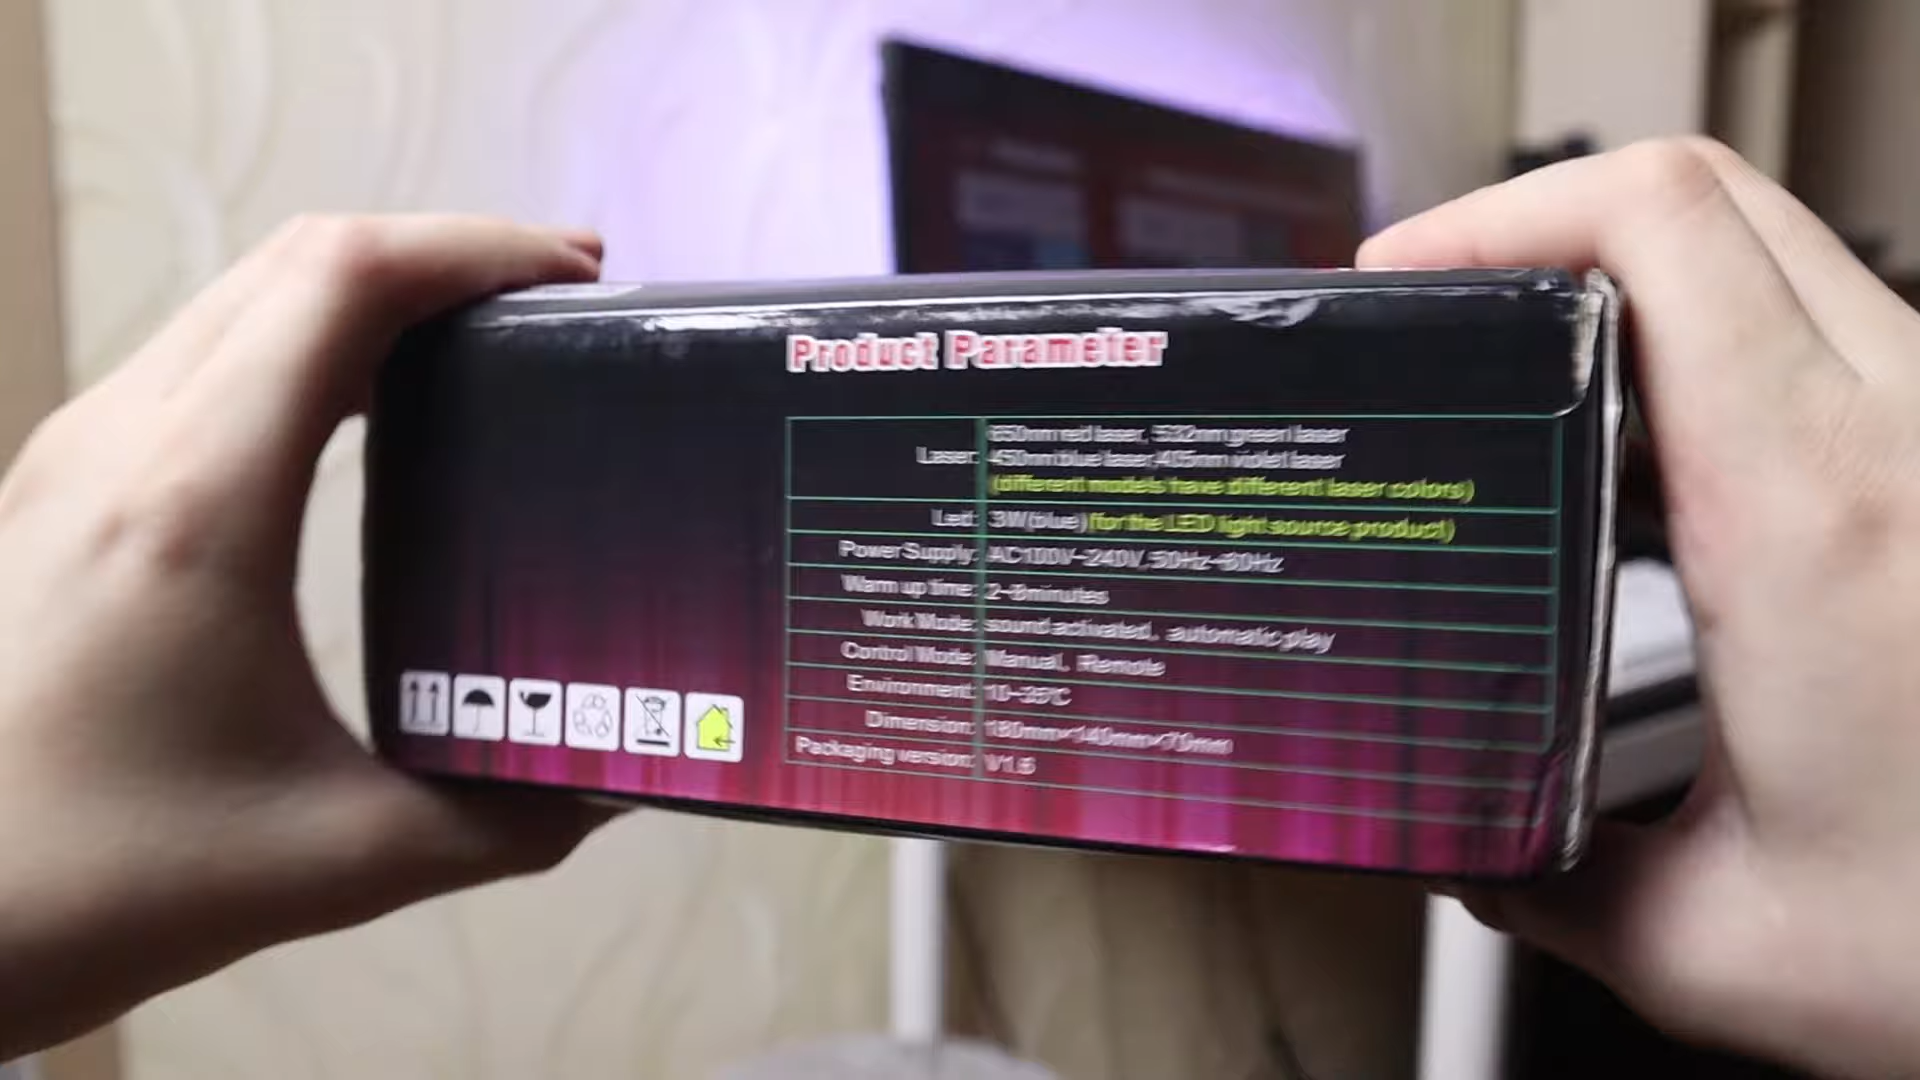 Product Parameter
Laser: 650nm red laser, 532nm green laser
450nm blue laser, 405nm violet laser
(different models have different laser colors)
Led: 3W(blue)(for the LED light source product)
Power Supply: AC100V~240V, 50Hz~60Hz
Warm up time: minutes
Work Mode: sound activated, automatic play
Control Mode: Manual, Remote
Environment: 10~35℃
Dimension: 180mm×140mm×70mm
Packaging version: V1.6